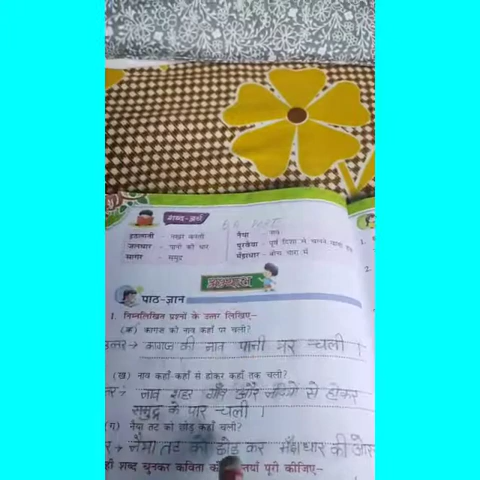 शब्द-अर्थ
इतराती - नखरे करती
नैया - नाव
जलधार - पानी की धार
पुरवैया - पूर्व दिशा से चलने वाली हवा
सागर - समुद्र
मँझधार - बीच धारा में
अभ्यास
पाठ-ज्ञान
1. निम्नलिखित प्रश्नों के उत्तर लिखिए-
(क) कागज की नाव कहाँ पर चली?
उत्तर→ कागज की नाव पानी पर चली ।
(ख) नाव कहाँ-कहाँ से होकर कहाँ तक चली?
नाव शहर गाँव और गलियों से होकर
समुद्र के पार चली ।
(ग) नैया तट को छोड़ कहाँ चली?
नैया तट को छोड़ कर मँझधार की ओर
शब्द चुनकर कविता की पूरी कीजिए-